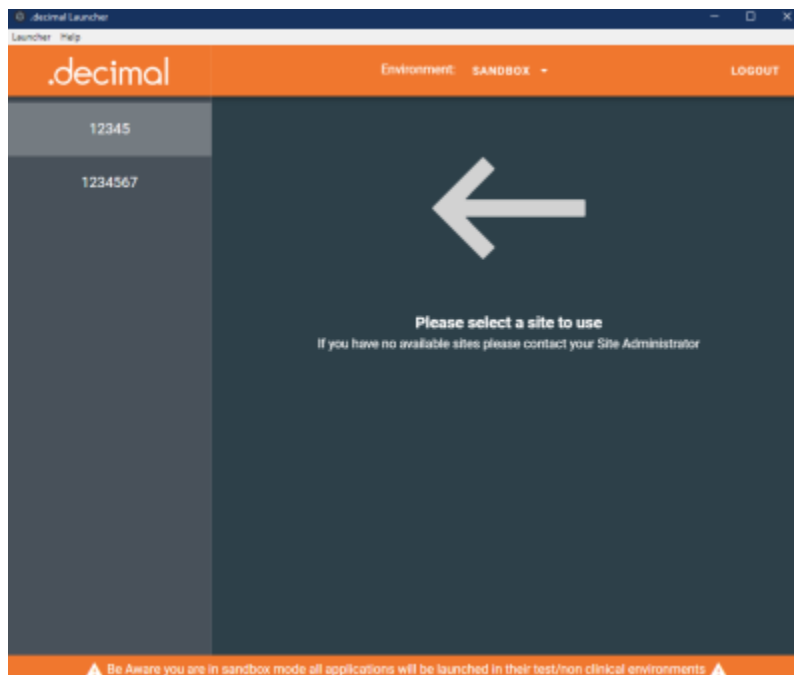 .decimal Launcher
Launcher Help
.decimal
Environment: SANDBOX
LOGOUT
12345
1234567
Please select a site to use
If you have no available sites please contact your Site Administrator
Be Aware you are in sandbox mode all applications will be launched in their test/non clinical environments